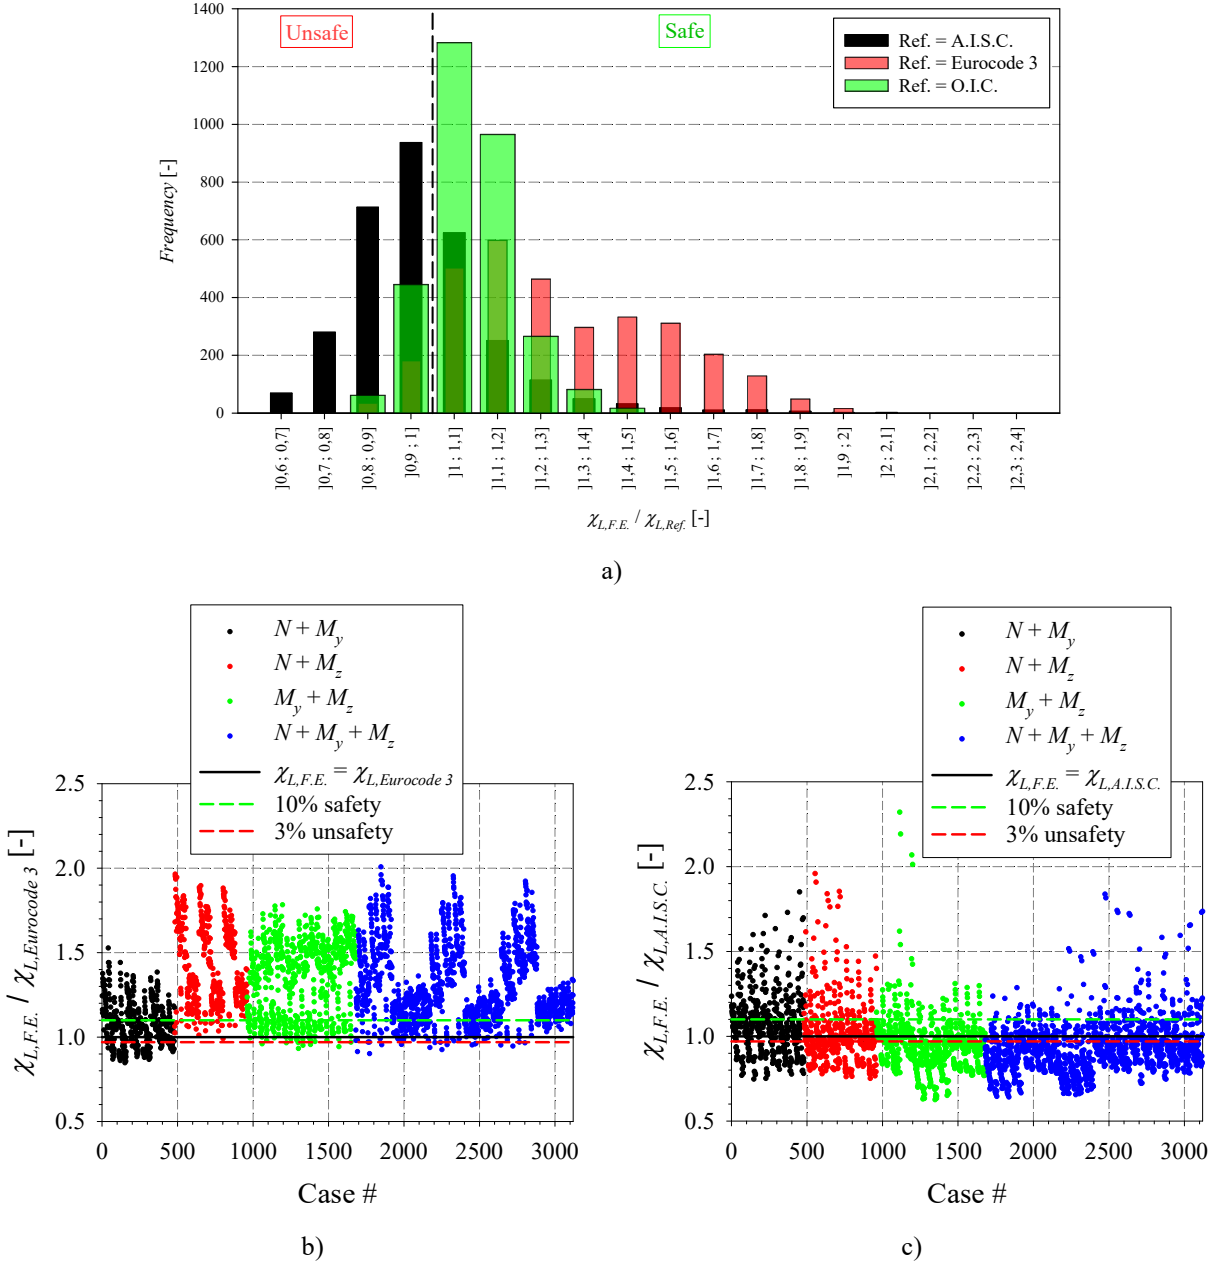 1400
1200
1000
800
600
400
200
0
Frequency [-]
Unsafe
Safe
Ref. = A.I.S.C.
Ref. = Eurocode 3
Ref. = O.I.C.
]0,6 ; 0,7]
]0,7 ; 0,8]
]0,8 ; 0,9]
]0,9 ; 1]
]1 ; 1,1]
]1,1 ; 1,2]
]1,2 ; 1,3]
]1,3 ; 1,4]
]1,4 ; 1,5]
]1,5 ; 1,6]
]1,6 ; 1,7]
]1,7 ; 1,8]
]1,8 ; 1,9]
]1,9 ; 2]
]2 ; 2,1]
]2,1 ; 2,2]
]2,2 ; 2,3]
]2,3 ; 2,4]
χL,F.E. / χL,Ref. [-]
a)
N + My
N + Mz
My + Mz
N + My + Mz
χL,F.E. = χL,Eurocode 3
10% safety
3% unsafety
2.5
2.0
1.5
1.0
0.5
χL,F.E. / χL,Eurocode 3 [-]
0 500 1000 1500 2000 2500 3000
Case #
b)
N + My
N + Mz
My + Mz
N + My + Mz
χL,F.E. = χL,A.I.S.C.
10% safety
3% unsafety
2.5
2.0
1.5
1.0
0.5
χL,F.E. / χL,A.I.S.C. [-]
0 500 1000 1500 2000 2500 3000
Case #
c)